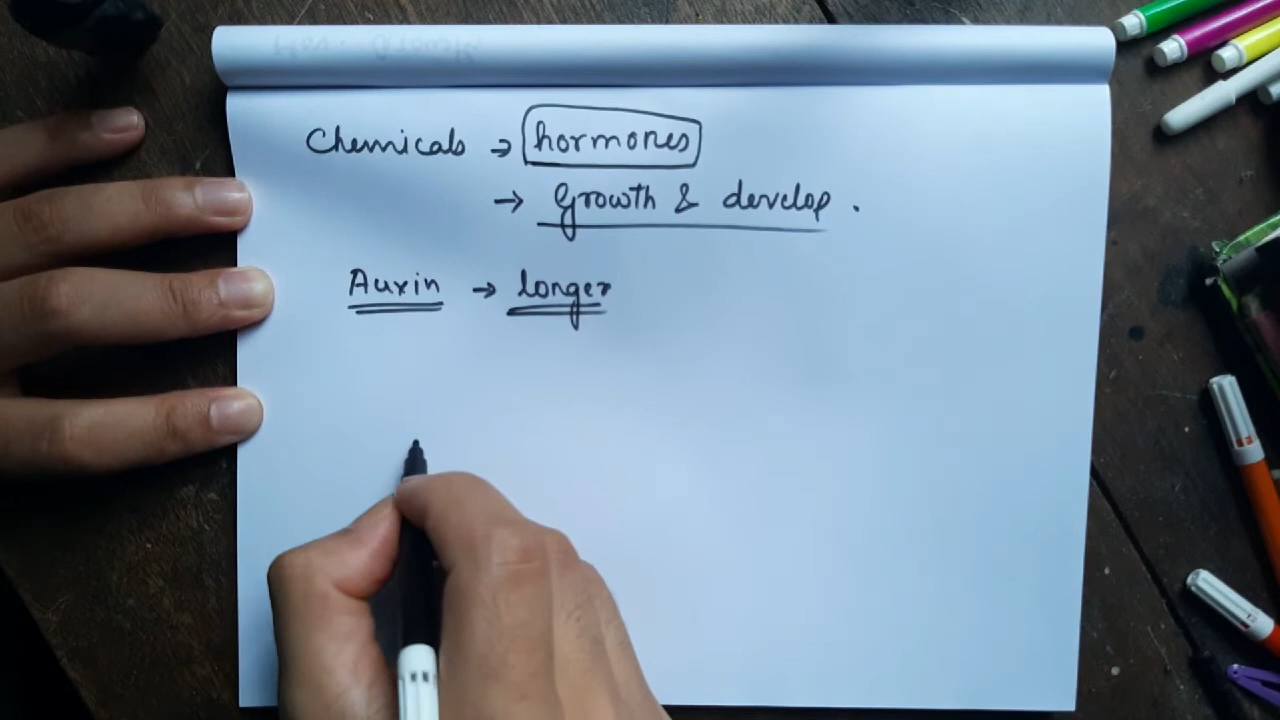 Chemicals → hormones
→ Growth & develop.
Auxin → longer